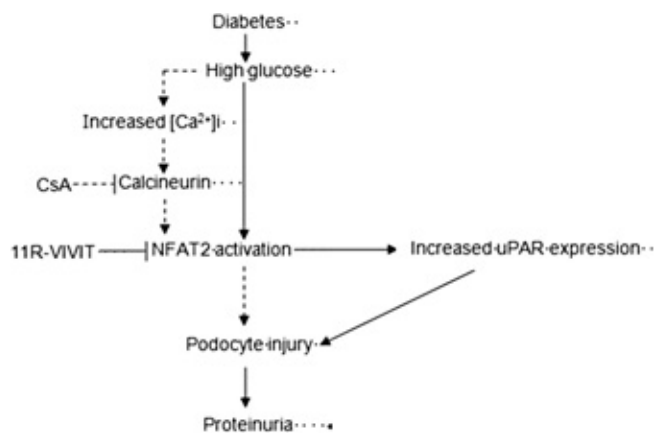 Diabetes
High glucose
Increased [Ca²⁺]i
CsA Calcineurin
11R-VIVIT NFAT2 activation Increased uPAR expression
Podocyte injury
Proteinuria